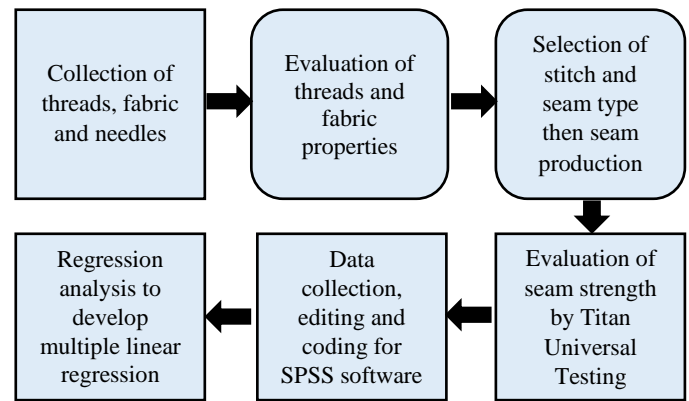 Collection of
threads, fabric
and needles
Evaluation of
threads and
fabric
properties
Selection of
stitch and
seam type
then seam
production
Evaluation of
seam strength
by Titan
Universal
Testing
Data
collection,
editing and
coding for
SPSS software
Regression
analysis to
develop
multiple linear
regression